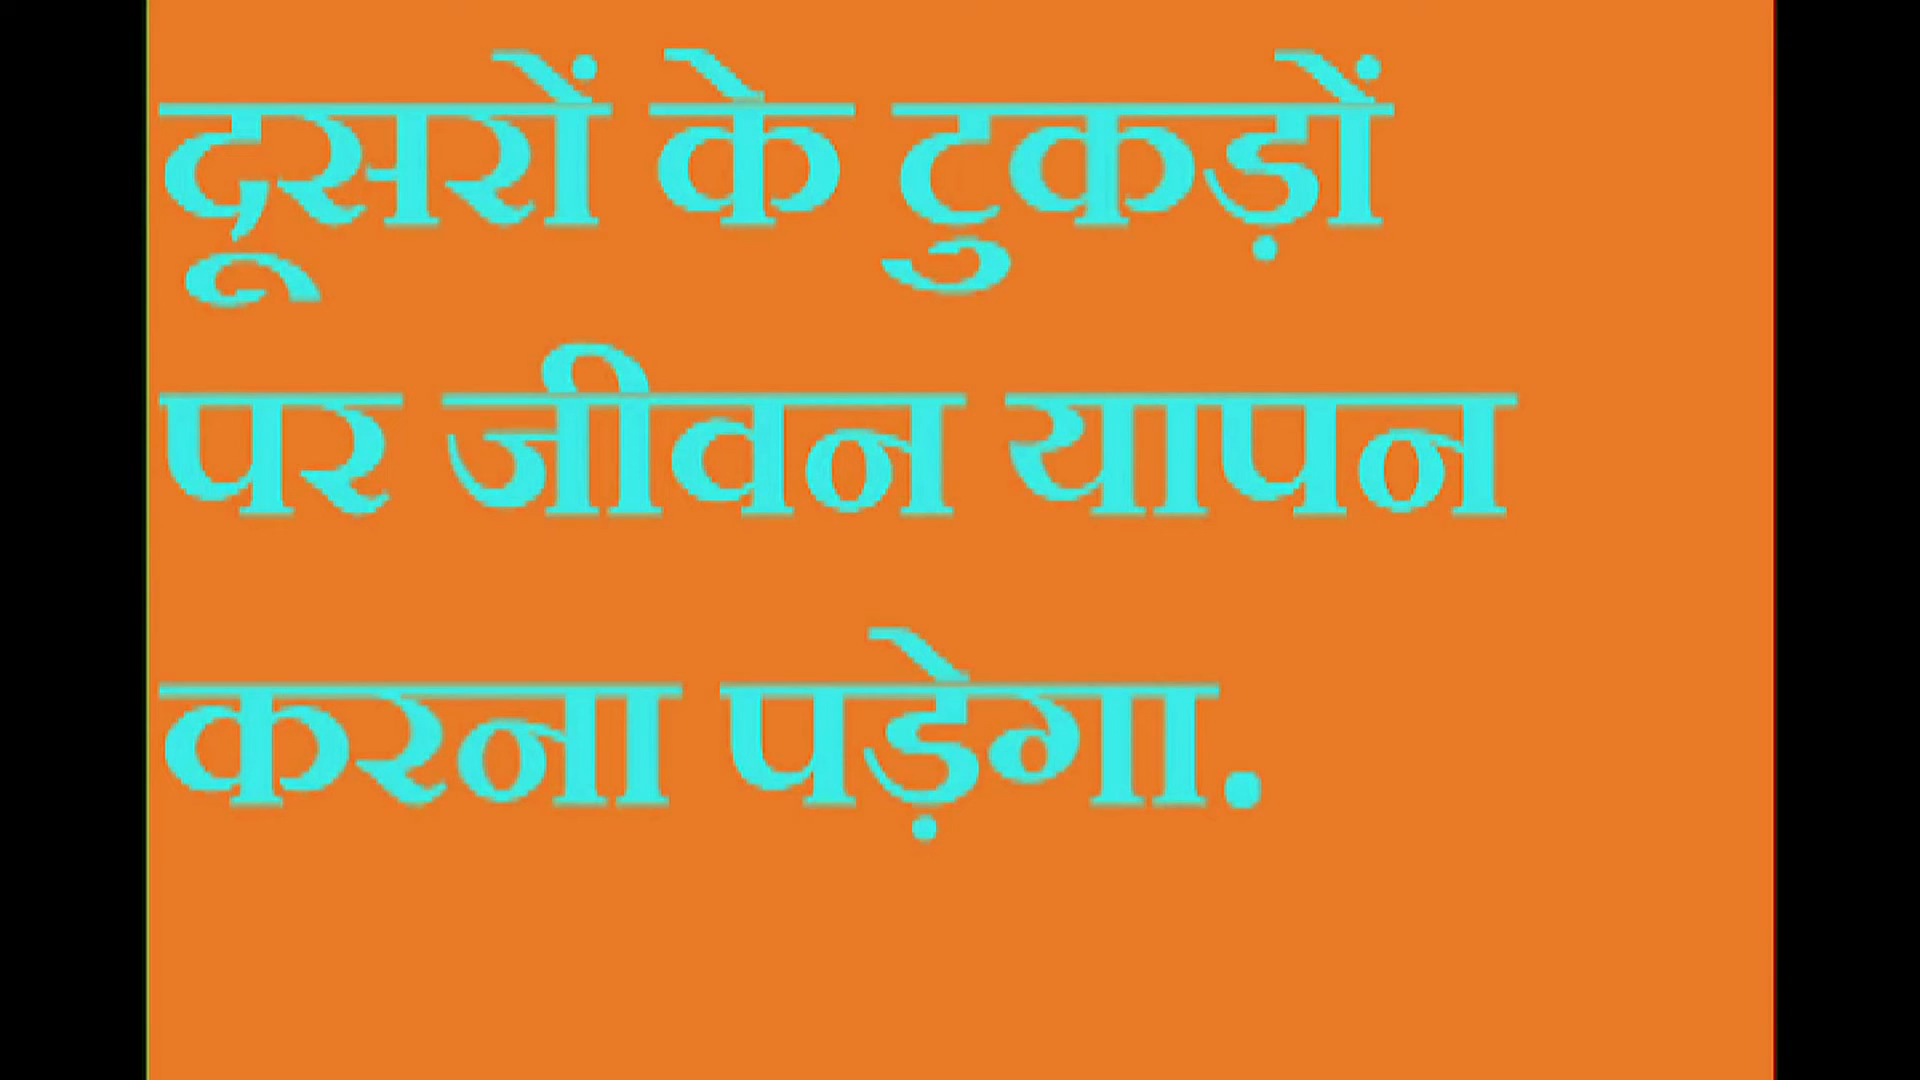 दूसरों के टुकड़ों
पर जीवन यापन
करना पड़ेगा.